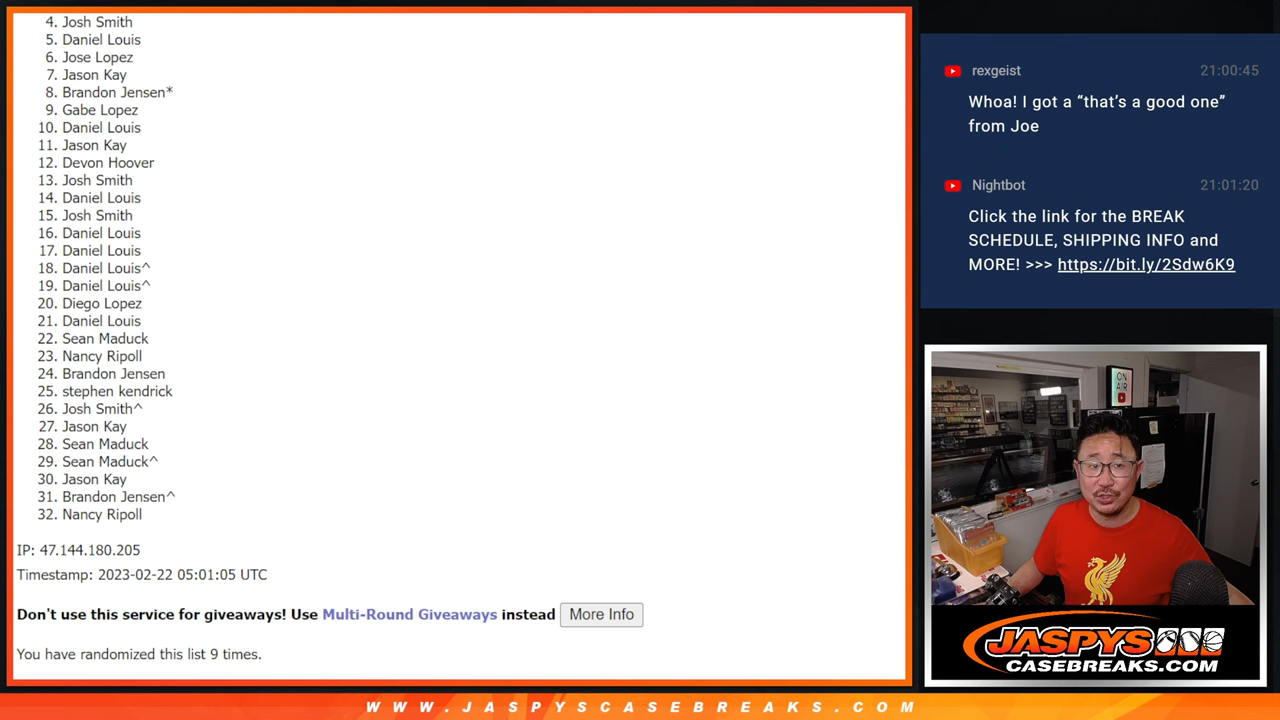 4. Josh Smith
5. Daniel Louis
6. Jose Lopez
7. Jason Kay
8. Brandon Jensen*
9. Gabe Lopez
10. Daniel Louis
11. Jason Kay
12. Devon Hoover
13. Josh Smith
14. Daniel Louis
15. Josh Smith
16. Daniel Louis
17. Daniel Louis
18. Daniel Louis^
19. Daniel Louis^
20. Diego Lopez
21. Daniel Louis
22. Sean Maduck
23. Nancy Ripoll
24. Brandon Jensen
25. stephen kendrick
26. Josh Smith^
27. Jason Kay
28. Sean Maduck
29. Sean Maduck^
30. Jason Kay
31. Brandon Jensen^
32. Nancy Ripoll
IP: 47.144.180.205
Timestamp: 2023-02-22 05:01:05 UTC
Don't use this service for giveaways! Use Multi-Round Giveaways instead More Info
You have randomized this list 9 times.
rexgeist 21:00:45
Whoa! I got a “that’s a good one”
from Joe
Nightbot 21:01:20
Click the link for the BREAK
SCHEDULE, SHIPPING INFO and
MORE! >>> https://bit.ly/2Sdw6K9
ON
AIR
JASPYS
CASEBREAKS.COM
WWW.JASPYSCASEBREAKS.COM